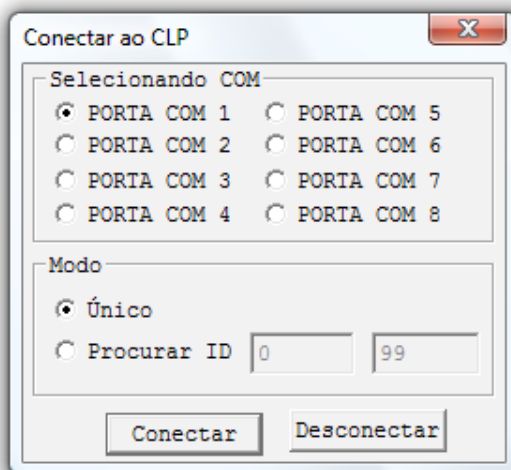 Conectar ao CLP
Selecionando COM
PORTA COM 1 PORTA COM 5
PORTA COM 2 PORTA COM 6
PORTA COM 3 PORTA COM 7
PORTA COM 4 PORTA COM 8
Modo
Único
Procurar ID 0 99
Conectar Desconectar